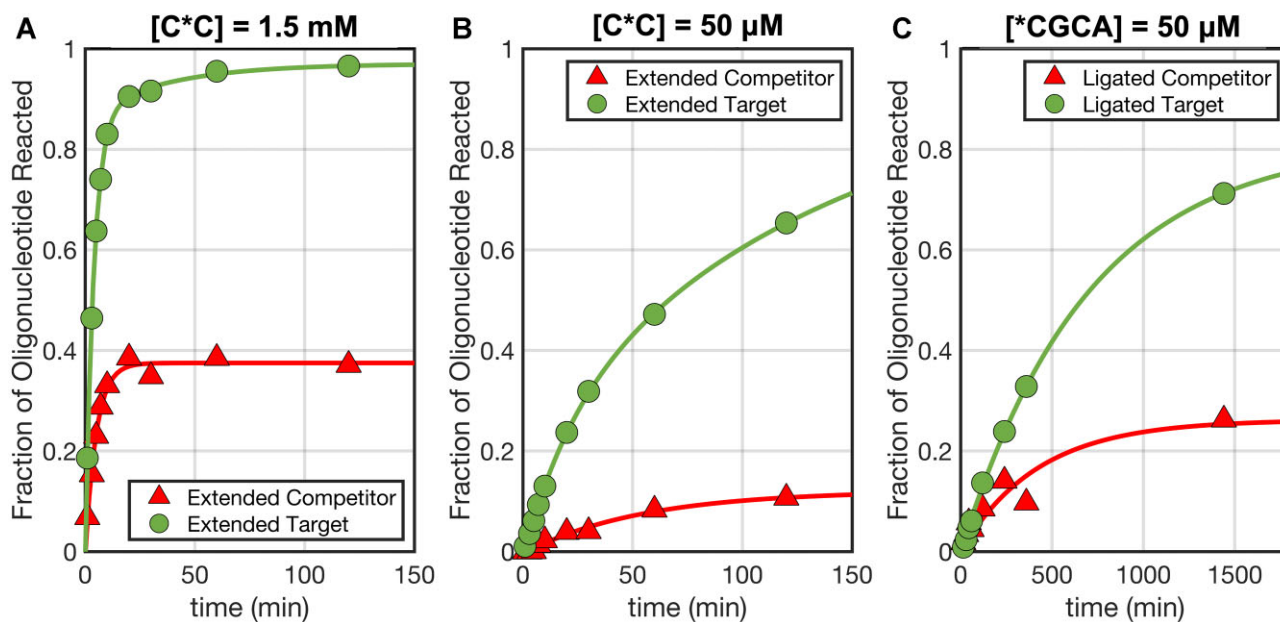 A
[C*C] = 1.5 mM
Fraction of Oligonucleotide Reacted
1
0.8
0.6
0.4
0.2
0
0
50
100
150
time (min)
Extended Competitor
Extended Target
B
[C*C] = 50 µM
Fraction of Oligonucleotide Reacted
1
0.8
0.6
0.4
0.2
0
0
50
100
150
time (min)
Extended Competitor
Extended Target
C
[*CGCA] = 50 µM
Fraction of Oligonucleotide Reacted
1
0.8
0.6
0.4
0.2
0
0
500
1000
1500
time (min)
Ligated Competitor
Ligated Target